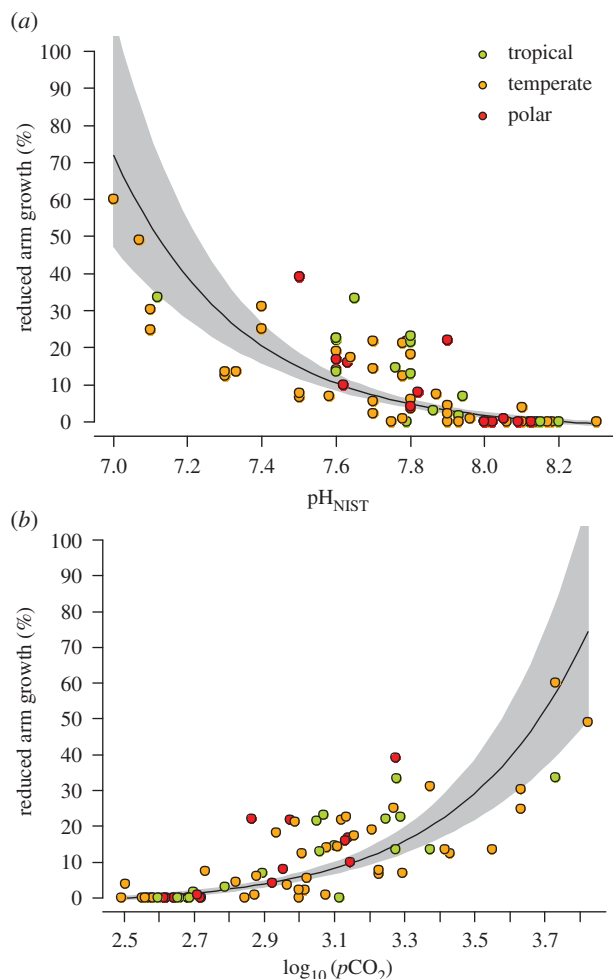 (a)
100
90
80
70
60
50
40
30
20
10
0
reduced arm growth (%)
tropical
temperate
polar
7.0 7.2 7.4 7.6 7.8 8.0 8.2
pH_NIST
(b)
100
90
80
70
60
50
40
30
20
10
0
reduced arm growth (%)
2.5 2.7 2.9 3.1 3.3 3.5 3.7
log10 (pCO2)